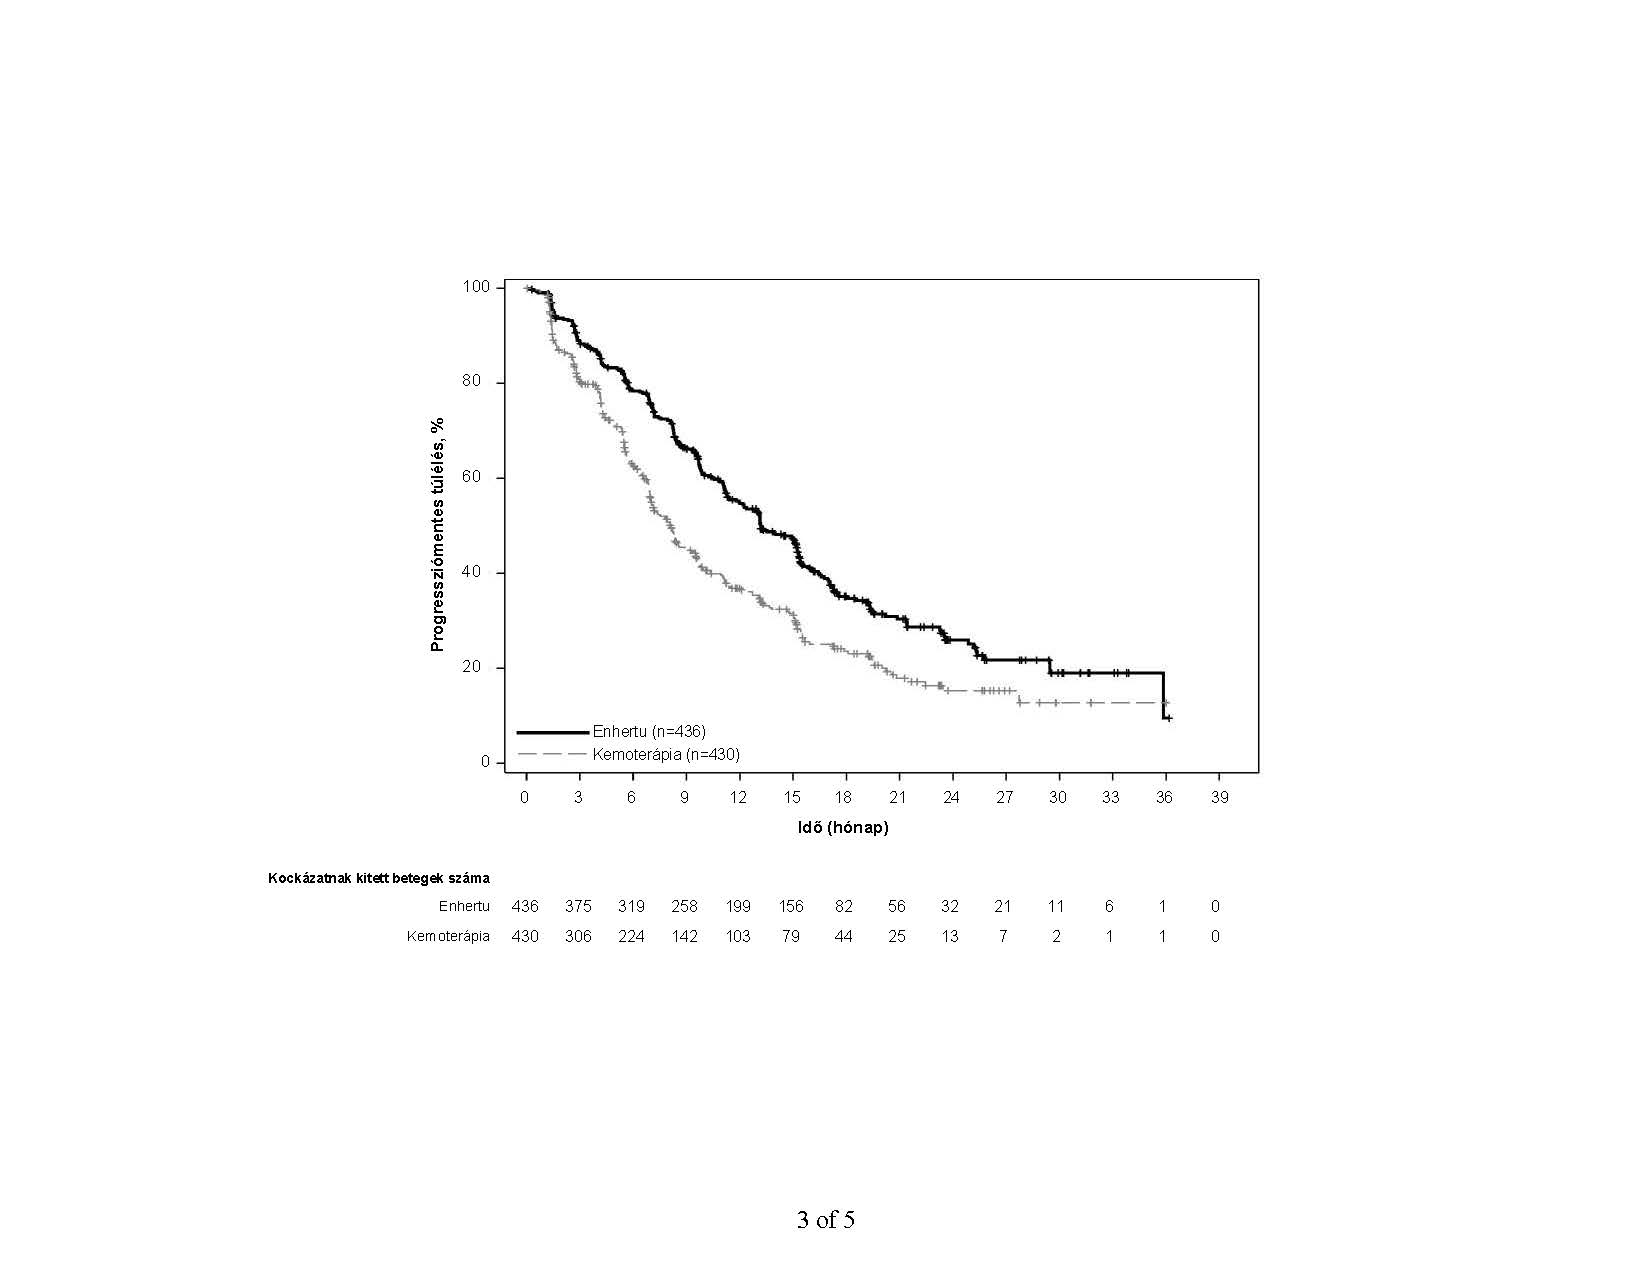 100
80
60
40
20
0
Progressziómentes túlélés, %
Enhertu (n=436)
Kemoterápia (n=430)
0 3 6 9 12 15 18 21 24 27 30 33 36 39
Idő (hónap)
Kockázatnak kitett betegek száma
Enhertu 436 375 319 258 199 156 82 56 32 21 11 6 1 0
Kemoterápia 430 306 224 142 103 79 44 25 13 7 2 1 1 0
3 of 5